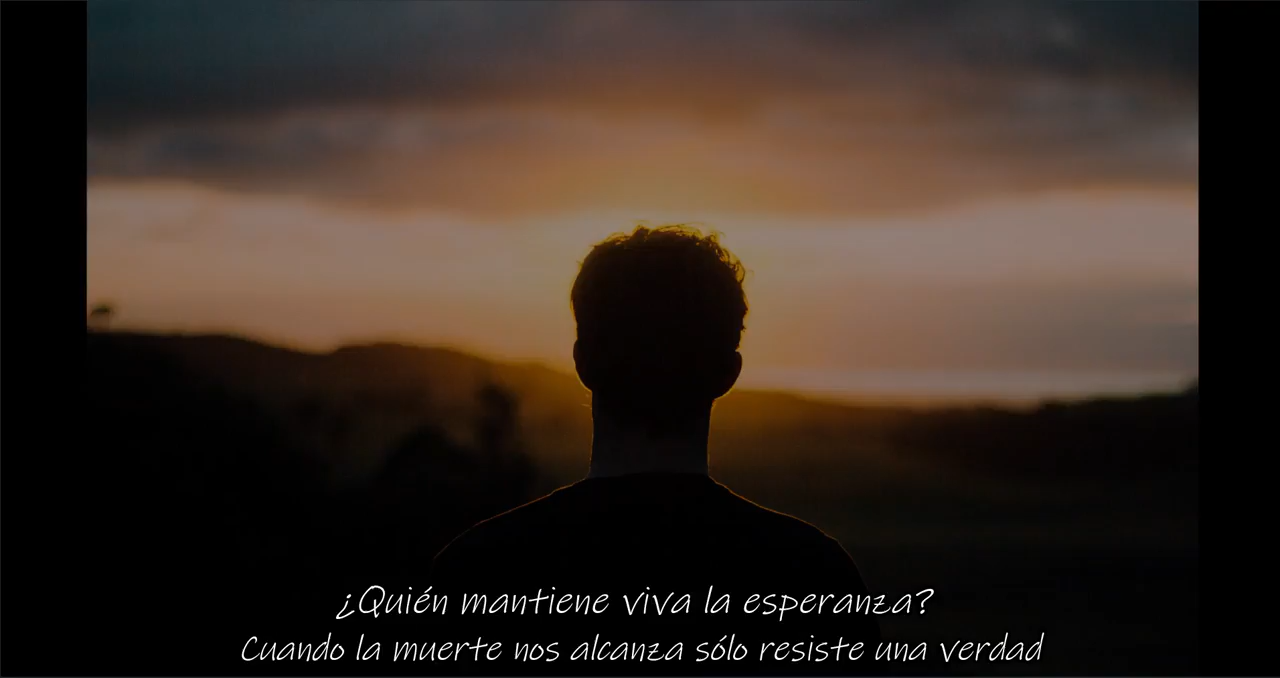 ¿Quién mantiene viva la esperanza?
Cuando la muerte nos alcanza sólo resiste una verdad